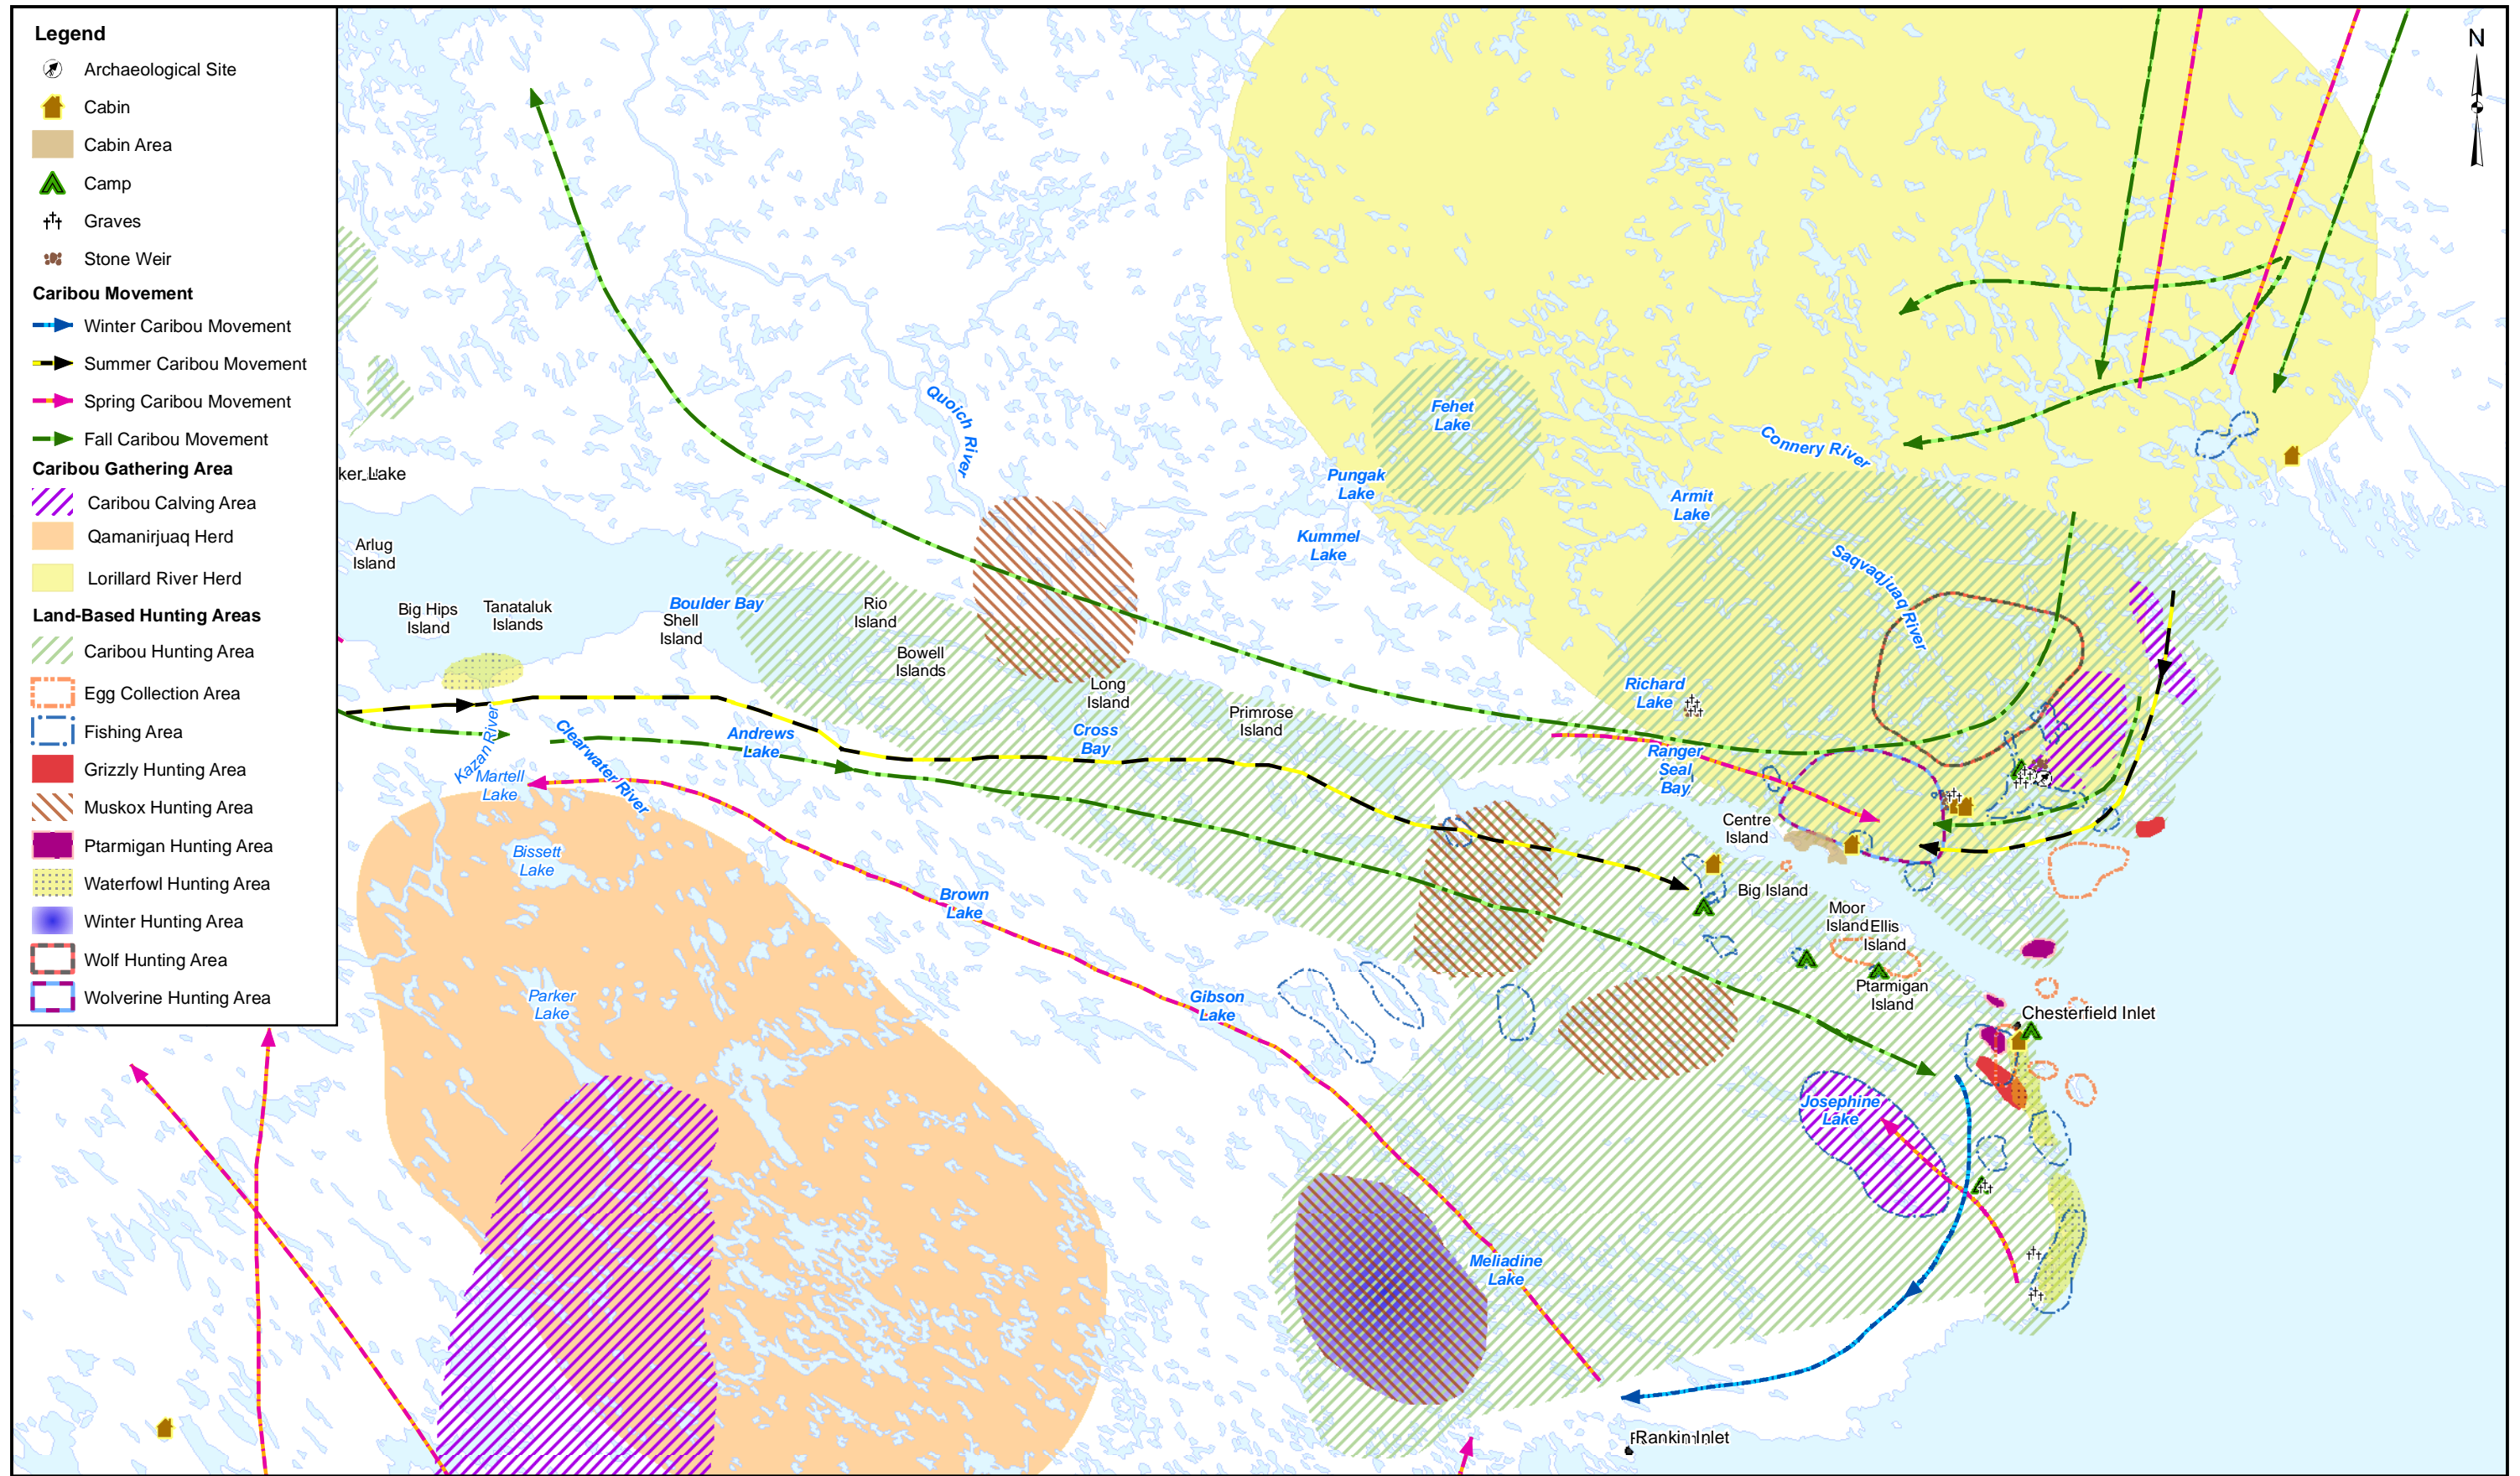 Legend
Archaeological Site
Cabin
Cabin Area
Camp
Graves
Stone Weir
Caribou Movement
Winter Caribou Movement
Summer Caribou Movement
Spring Caribou Movement
Fall Caribou Movement
Caribou Gathering Area
Caribou Calving Area
Qamanirjuaq Herd
Lorillard River Herd
Land-Based Hunting Areas
Caribou Hunting Area
Egg Collection Area
Fishing Area
Grizzly Hunting Area
Muskox Hunting Area
Ptarmigan Hunting Area
Waterfowl Hunting Area
Winter Hunting Area
Wolf Hunting Area
Wolverine Hunting Area
N
Quoich River
Fehet
Lake
Connery River
Pungak
Lake
Armit
Lake
Kummel
Lake
ker Lake
Arlug
Island
Big Hips
Island
Tanataluk
Islands
Boulder Bay
Shell
Island
Rio
Island
Bowell
Islands
Long
Island
Primrose
Island
Cross
Bay
Saqvaqjuaq River
Richard
Lake
Ranger
Seal
Bay
Kazan River
Clearwater River
Andrews
Lake
Martell
Lake
Bissett
Lake
Brown
Lake
Centre
Island
Big Island
Moor
Island
Ellis
Island
Ptarmigan
Island
Parker
Lake
Gibson
Lake
Chesterfield Inlet
Josephine
Lake
Meliadine
Lake
Rankin Inlet